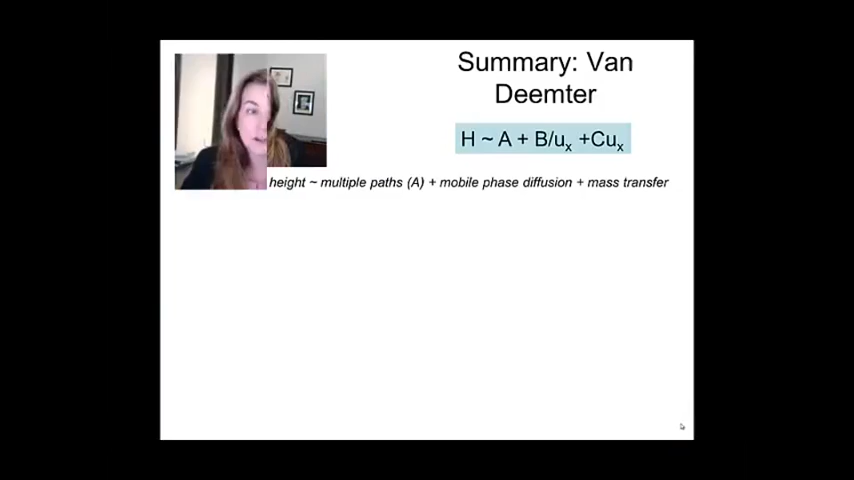 Summary: Van
Deemter
H ~ A + B/uₓ +Cuₓ
height ~ multiple paths (A) + mobile phase diffusion + mass transfer